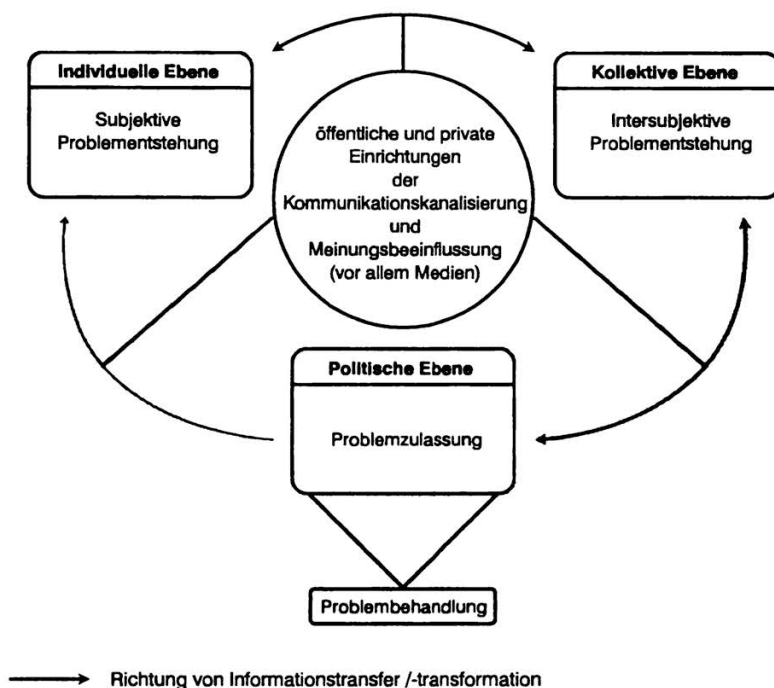 Individuelle Ebene
Subjektive
Problementstehung
öffentliche und private
Einrichtungen
der
Kommunikationskanalisierung
und
Meinungsbeeinflussung
(vor allem Medien)
Kollektive Ebene
Intersubjektive
Problementstehung
Politische Ebene
Problemzulassung
Problembehandlung
Richtung von Informationstransfer /-transformation